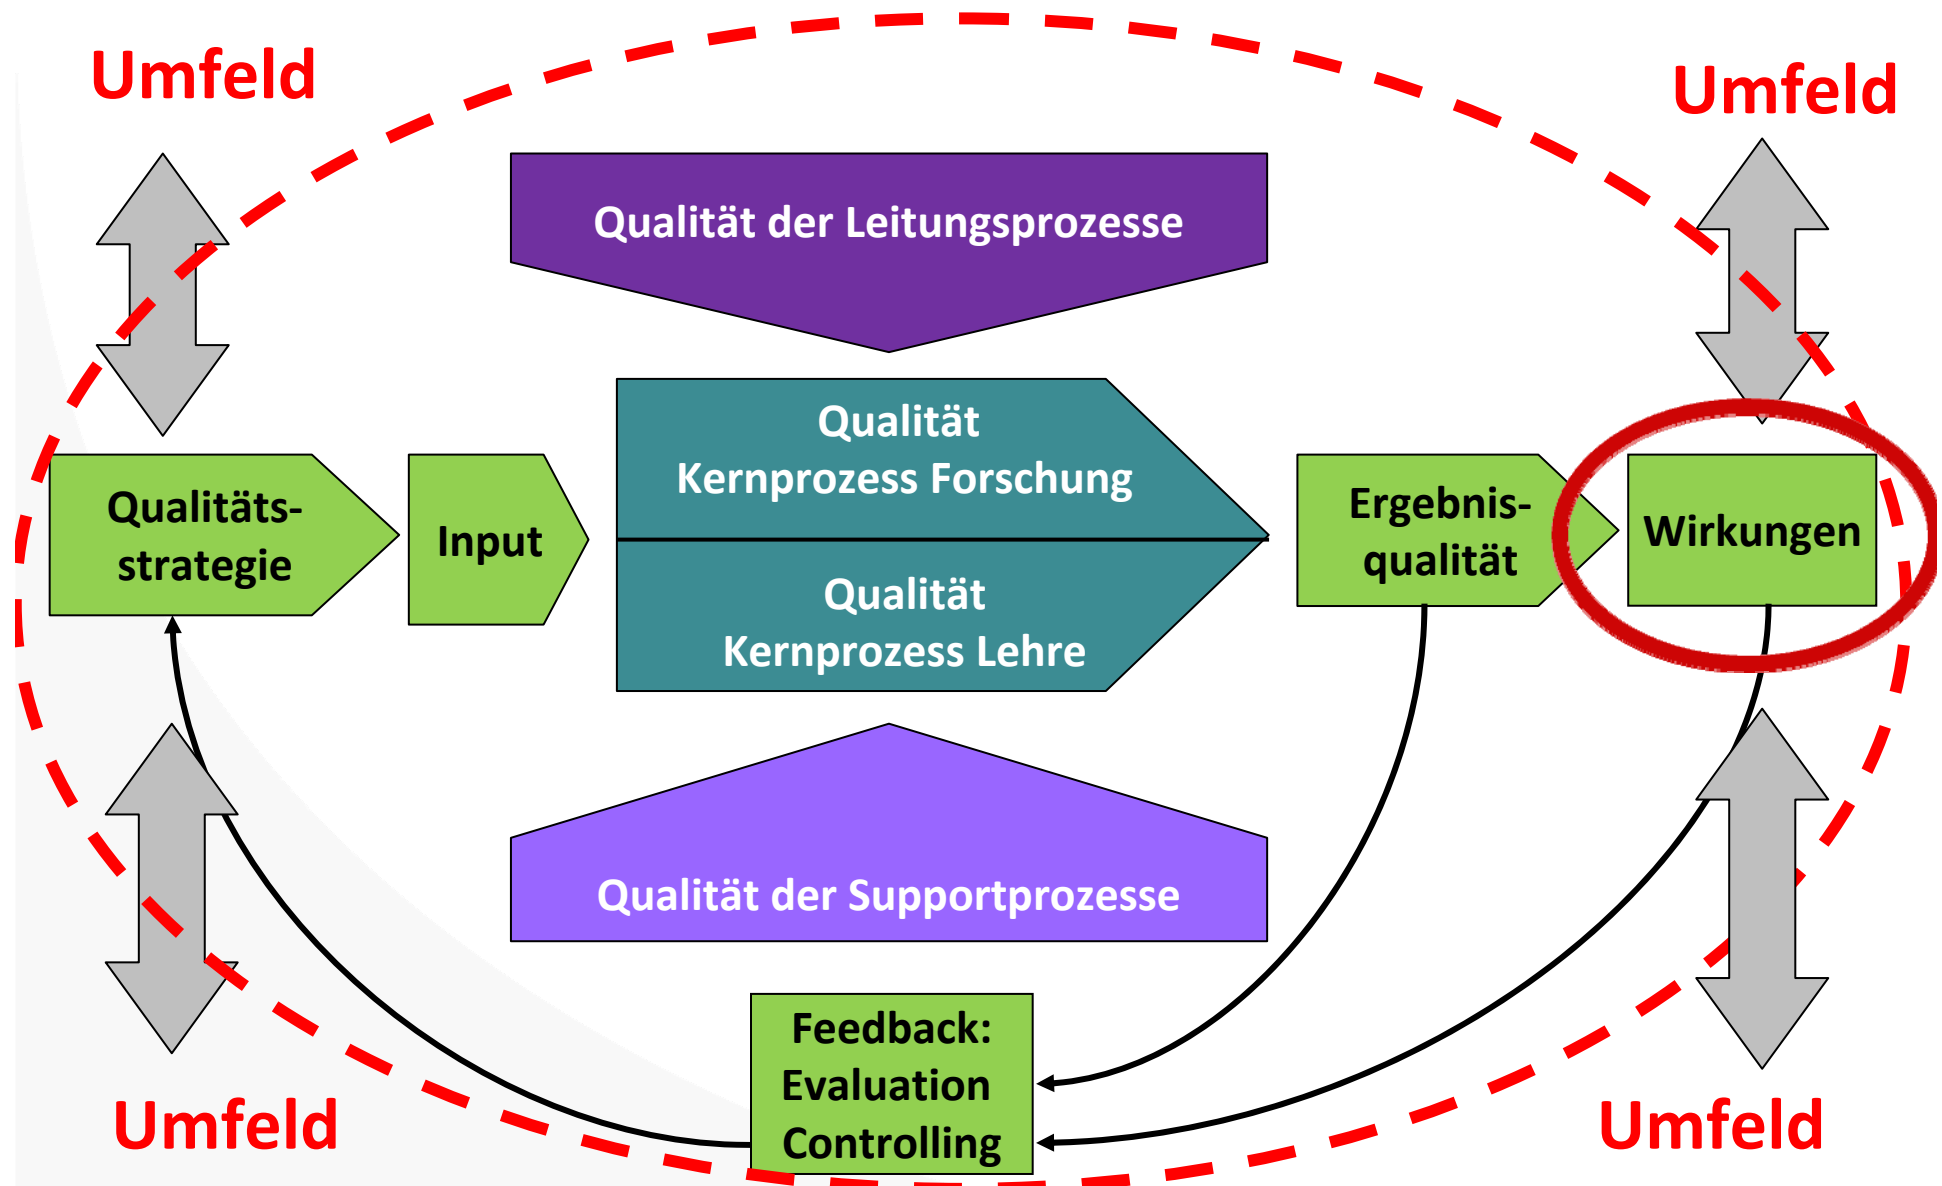 Umfeld
Umfeld
Qualität der Leitungsprozesse
Qualität
Kernprozess Forschung
Qualitäts-
strategie
Input
Ergebnis-
qualität
Wirkungen
Qualität
Kernprozess Lehre
Qualität der Supportprozesse
Feedback:
Evaluation
Controlling
Umfeld
Umfeld